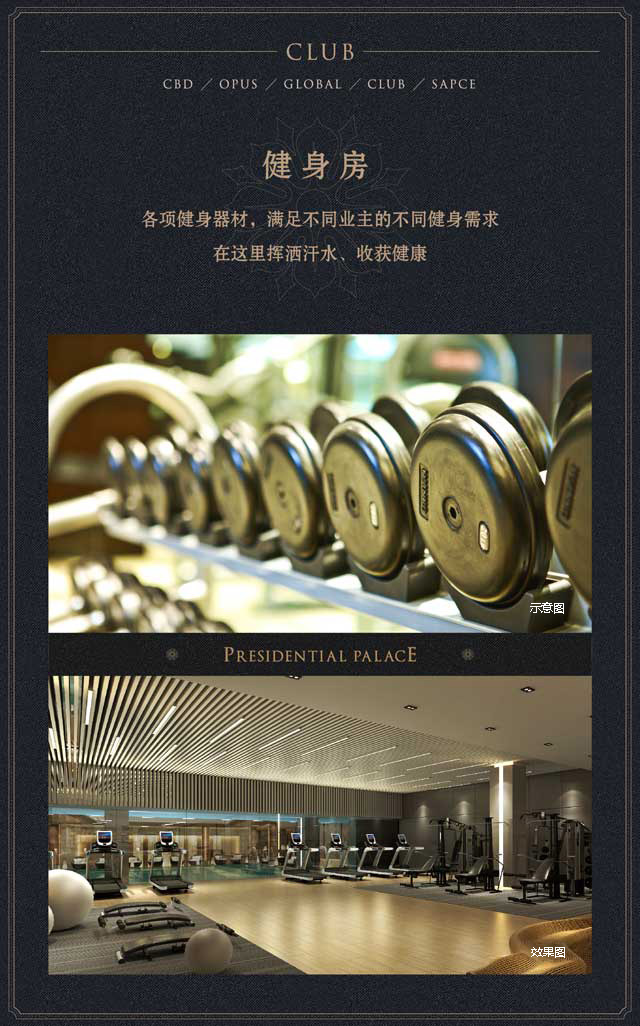 CLUB
CBD ／ OPUS ／ GLOBAL ／ CLUB ／ SAPCE
健身房
各项健身器材，满足不同业主的不同健身需求
在这里挥洒汗水、收获健康
示意图
PRESIDENTIAL PALACE
效果图